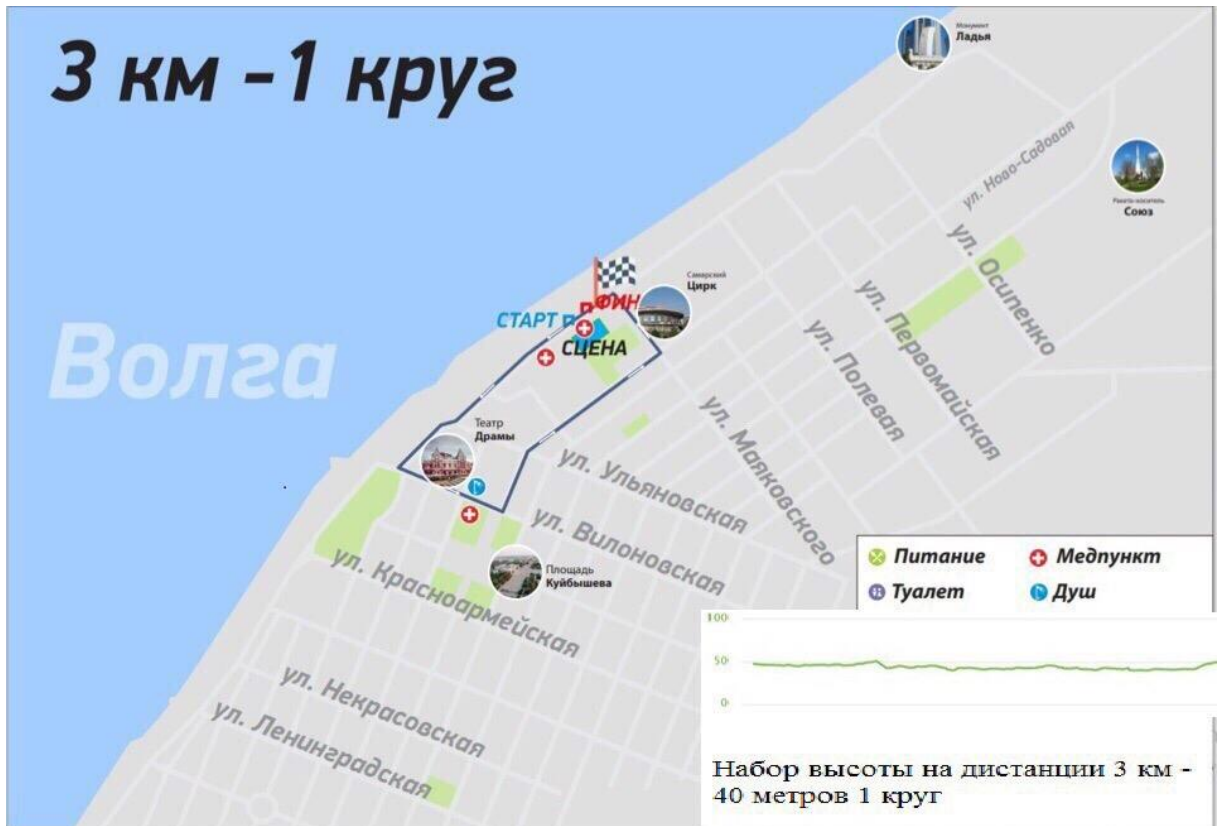 3 км - 1 круг
Монумент
Ладья
ул. Ново-Садовая
Ракета-носитель
Союз
ул. Осипенко
Самарский
Цирк
ФИН
СТАРТ
СЦЕНА
ул. Первомайская
ул. Полевая
Волга
ул. Маяковского
Театр
Драмы
ул. Ульяновская
ул. Вилоновская
Площадь
Куйбышева
ул. Красноармейская
ул. Некрасовская
ул. Ленинградская
Питание
Медпункт
Туалет
Душ
100
50
0
Набор высоты на дистанции 3 км -
40 метров 1 круг